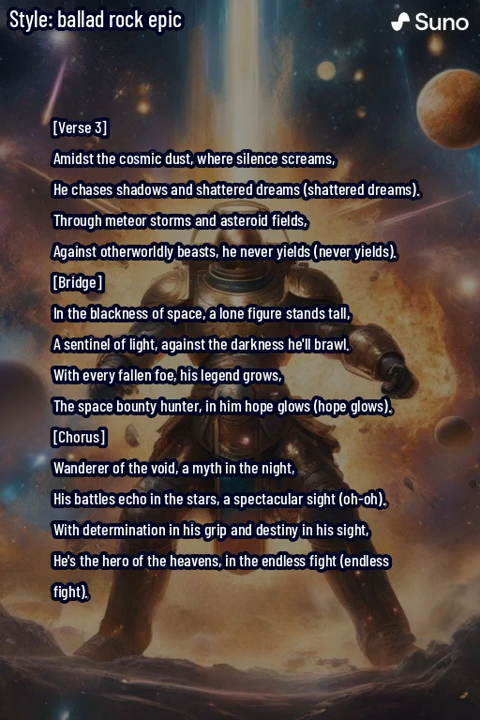 Style: ballad rock epic
Suno
[Verse 3]
Amidst the cosmic dust, where silence screams,
He chases shadows and shattered dreams (shattered dreams).
Through meteor storms and asteroid fields,
Against otherworldly beasts, he never yields (never yields).
[Bridge]
In the blackness of space, a lone figure stands tall,
A sentinel of light, against the darkness he'll brawl.
With every fallen foe, his legend grows,
The space bounty hunter, in him hope glows (hope glows).
[Chorus]
Wanderer of the void, a myth in the night,
His battles echo in the stars, a spectacular sight (oh-oh).
With determination in his grip and destiny in his sight,
He's the hero of the heavens, in the endless fight (endless
fight).